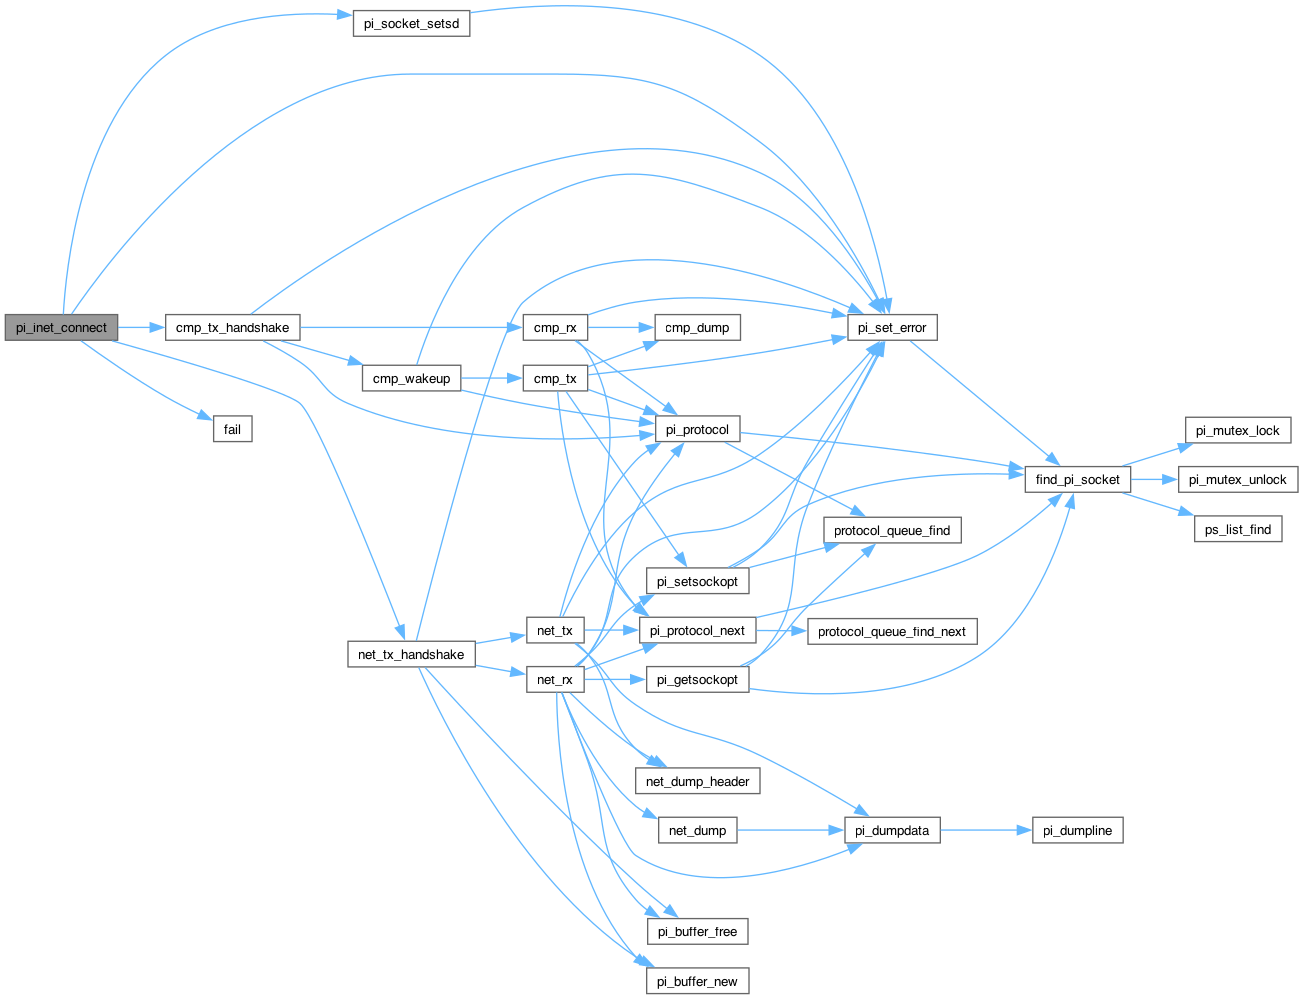 pi_socket_setsd
pi_inet_connect
cmp_tx_handshake
cmp_rx
cmp_dump
pi_set_error
cmp_wakeup
cmp_tx
fail
pi_protocol
pi_mutex_lock
find_pi_socket
pi_mutex_unlock
protocol_queue_find
ps_list_find
pi_setsockopt
net_tx
pi_protocol_next
protocol_queue_find_next
net_tx_handshake
net_rx
pi_getsockopt
net_dump_header
net_dump
pi_dumpdata
pi_dumpline
pi_buffer_free
pi_buffer_new